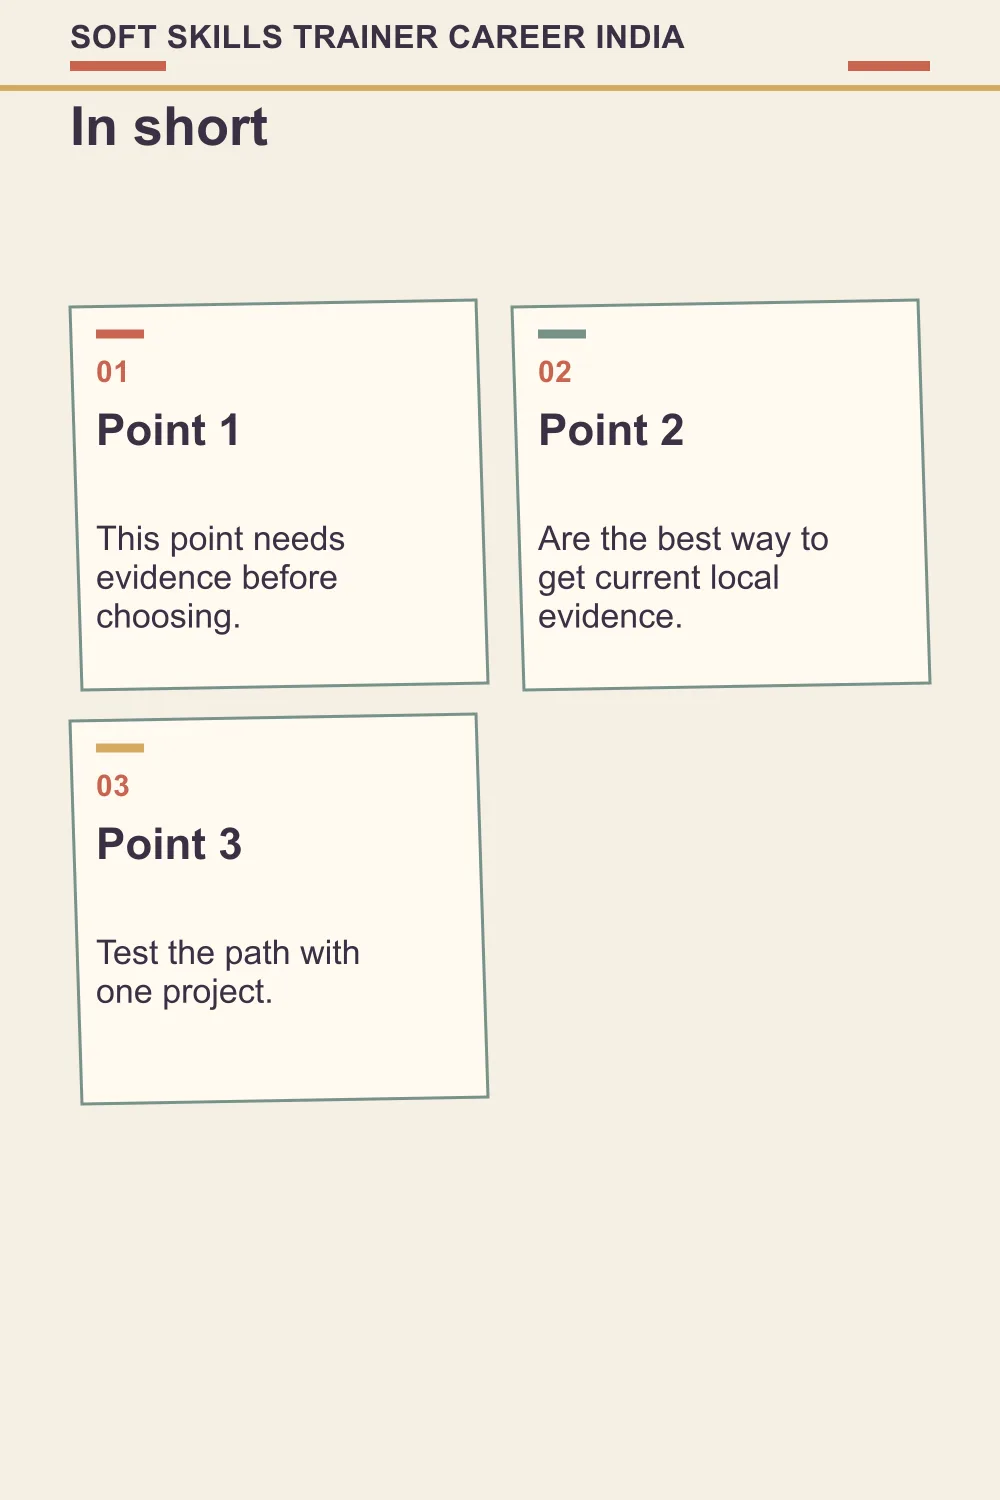 SOFT SKILLS TRAINER CAREER INDIA
In short
01
Point 1
This point needs
evidence before
choosing.
02
Point 2
Are the best way to
get current local
evidence.
03
Point 3
Test the path with
one project.